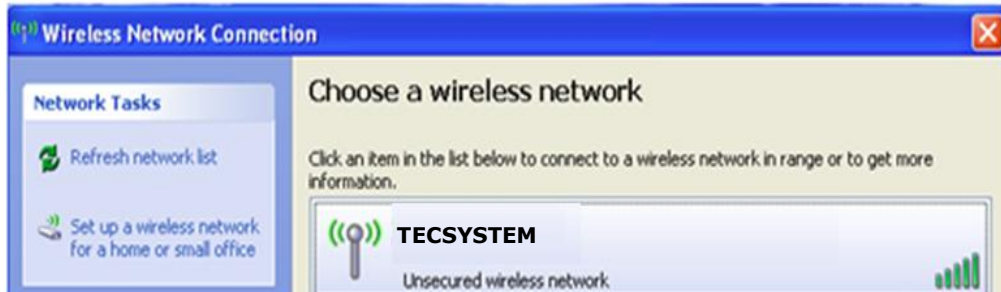 Wireless Network Connection
Network Tasks
Refresh network list
Set up a wireless network
for a home or small office
Choose a wireless network
Click an item in the list below to connect to a wireless network in range or to get more
information.
TECSYSTEM
Unsecured wireless network